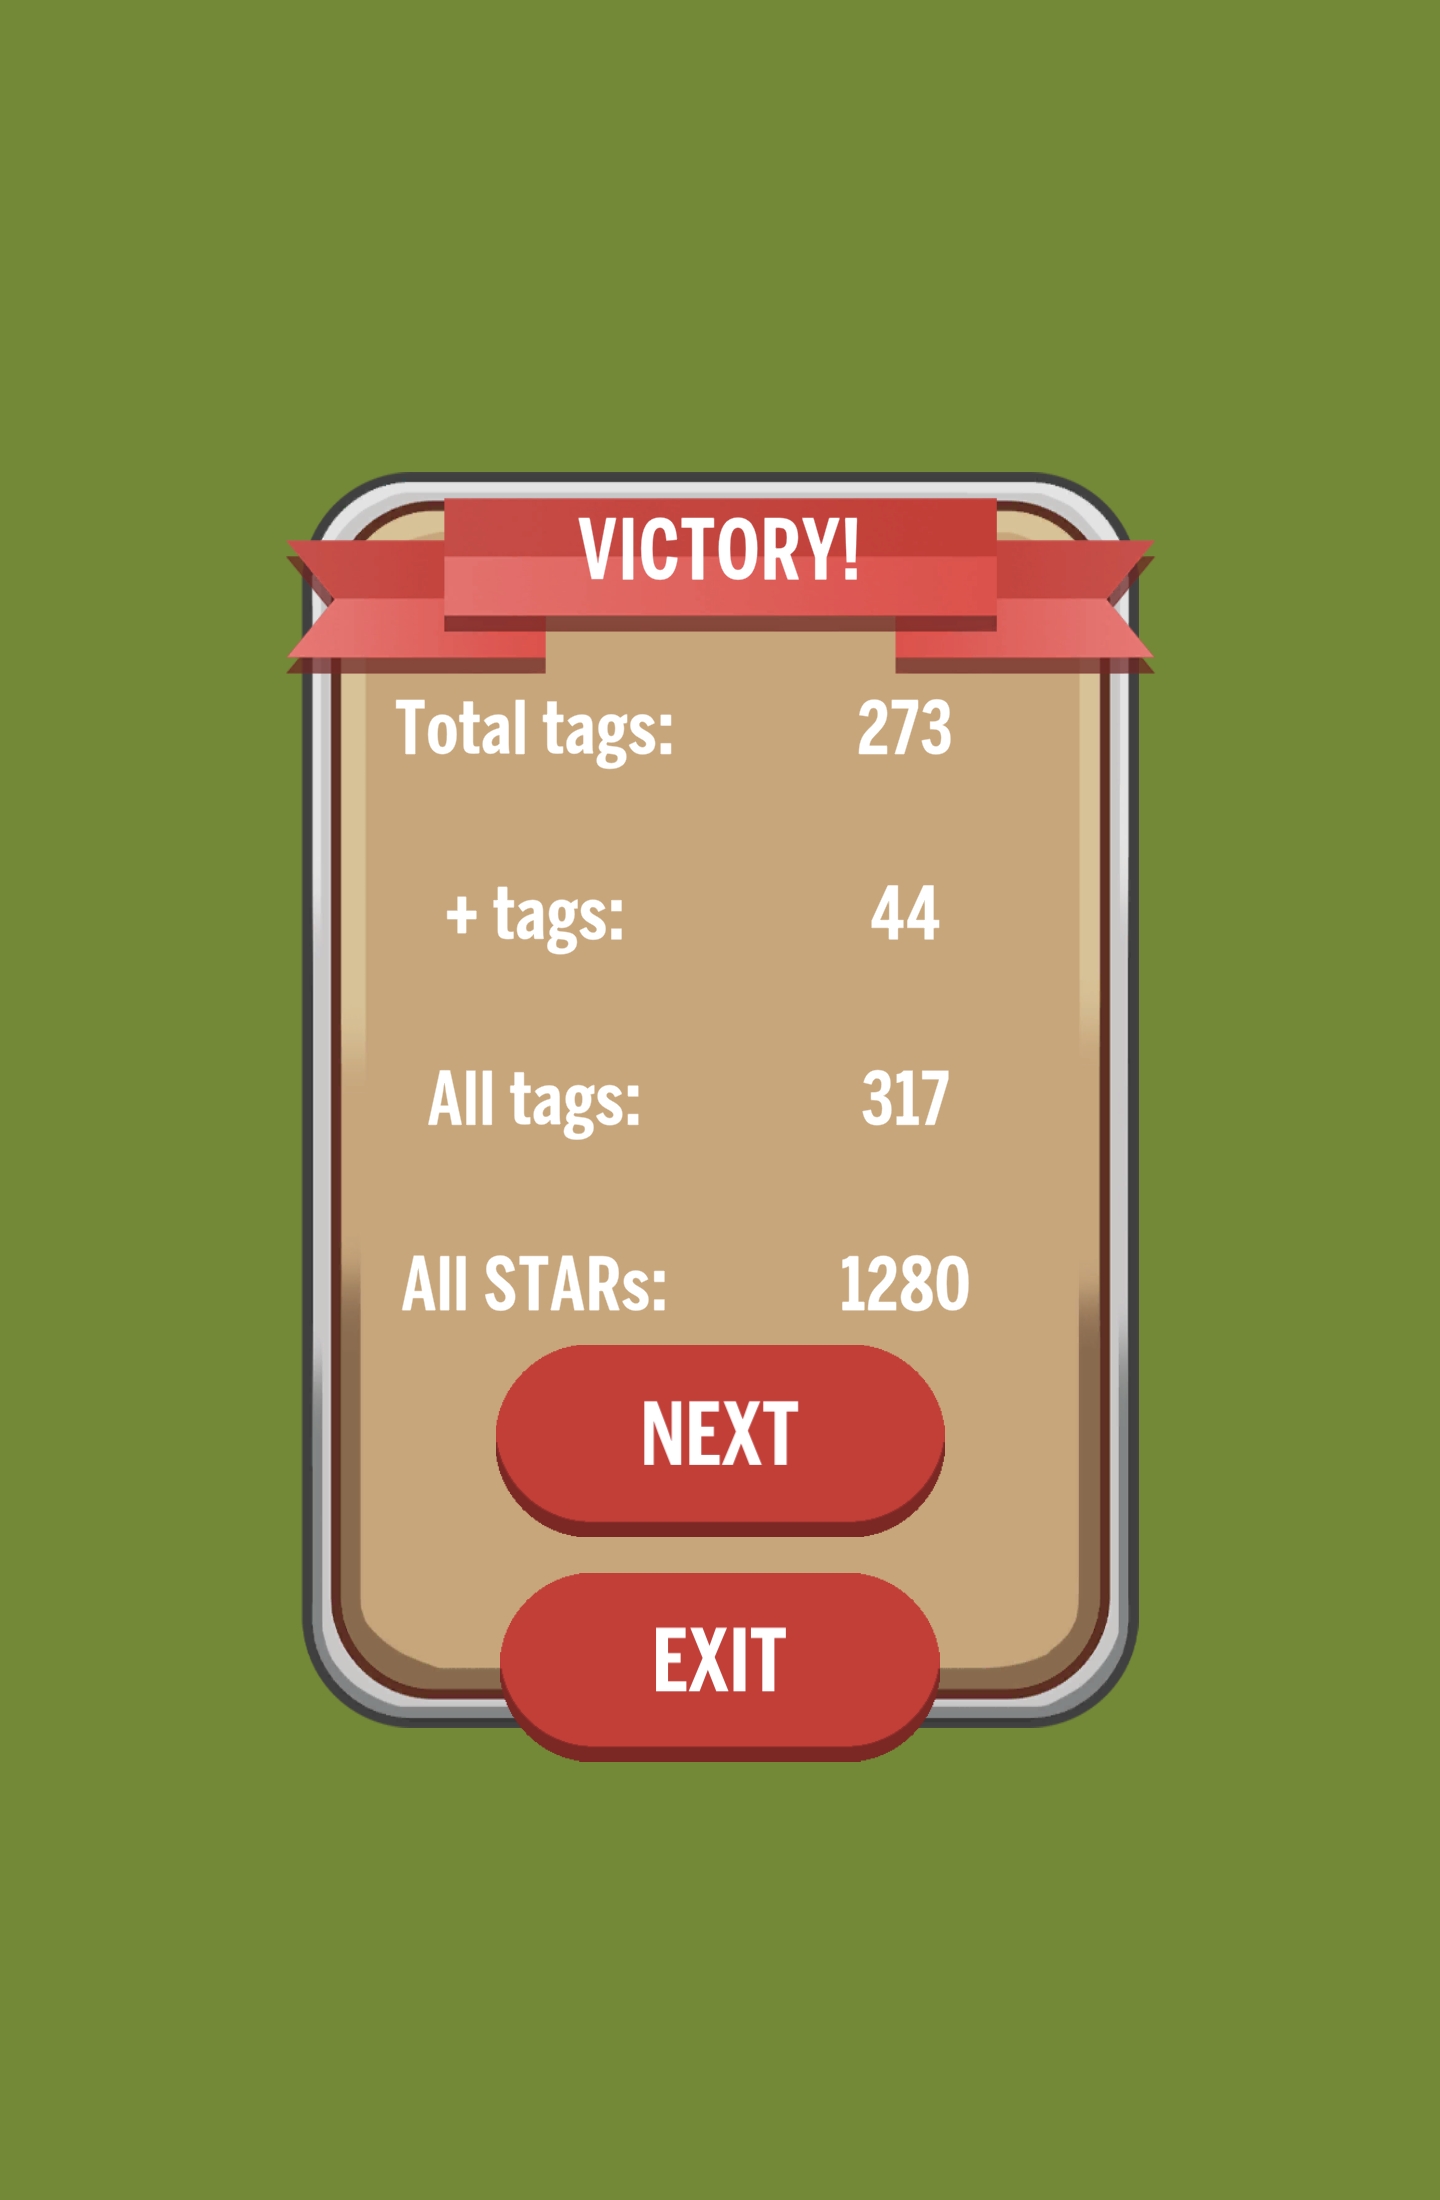 VICTORY!
Total tags: 273
+ tags: 44
All tags: 317
All STARs: 1280
NEXT
EXIT